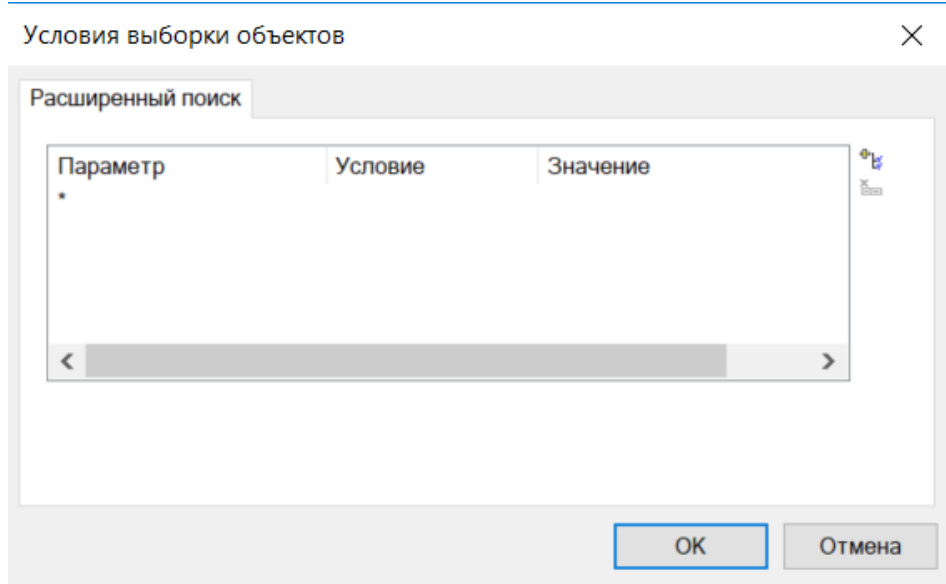 Условия выборки объектов
Расширенный поиск
Параметр Условие Значение
*
OK Отмена